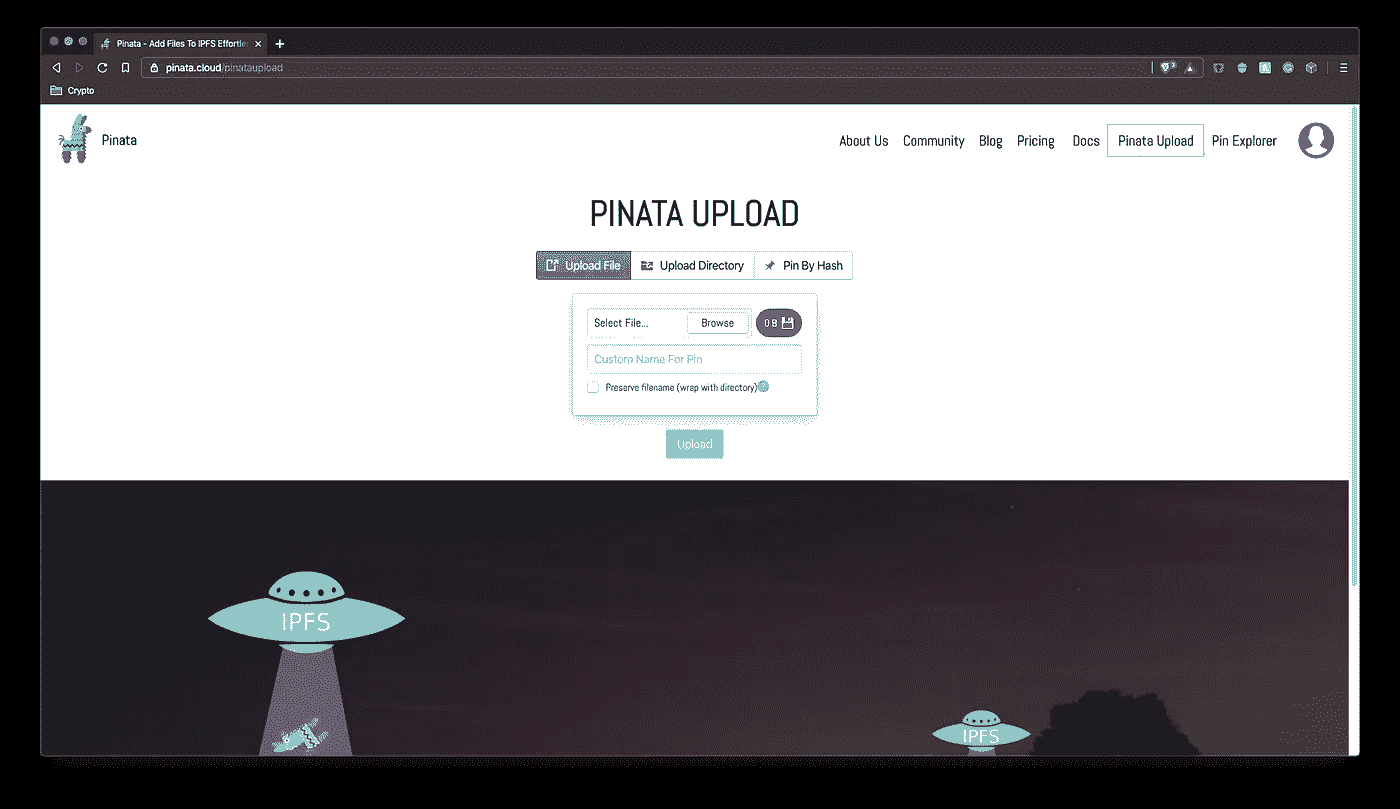 Pinata - Add Files To IPFS Effortle
pinata.cloud/pinataupload
3
Crypto
Pinata
About Us Community Blog Pricing Docs Pinata Upload Pin Explorer
PINATA UPLOAD
Upload File Upload Directory Pin By Hash
Select File... Browse 0 B
Custom Name For Pin
Preserve filename (wrap with directory)
Upload
IPFS
IPFS